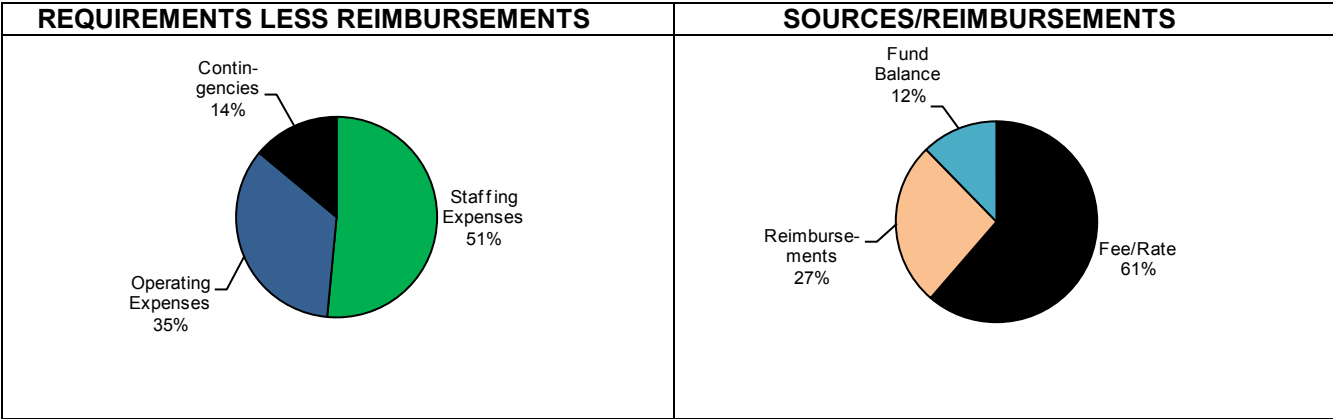 REQUIREMENTS LESS REIMBURSEMENTS
Contin-
gencies
14%
Staffing
Expenses
51%
Operating
Expenses
35%
SOURCES/REIMBURSEMENTS
Fund
Balance
12%
Reimburse-
ments
27%
Fee/Rate
61%